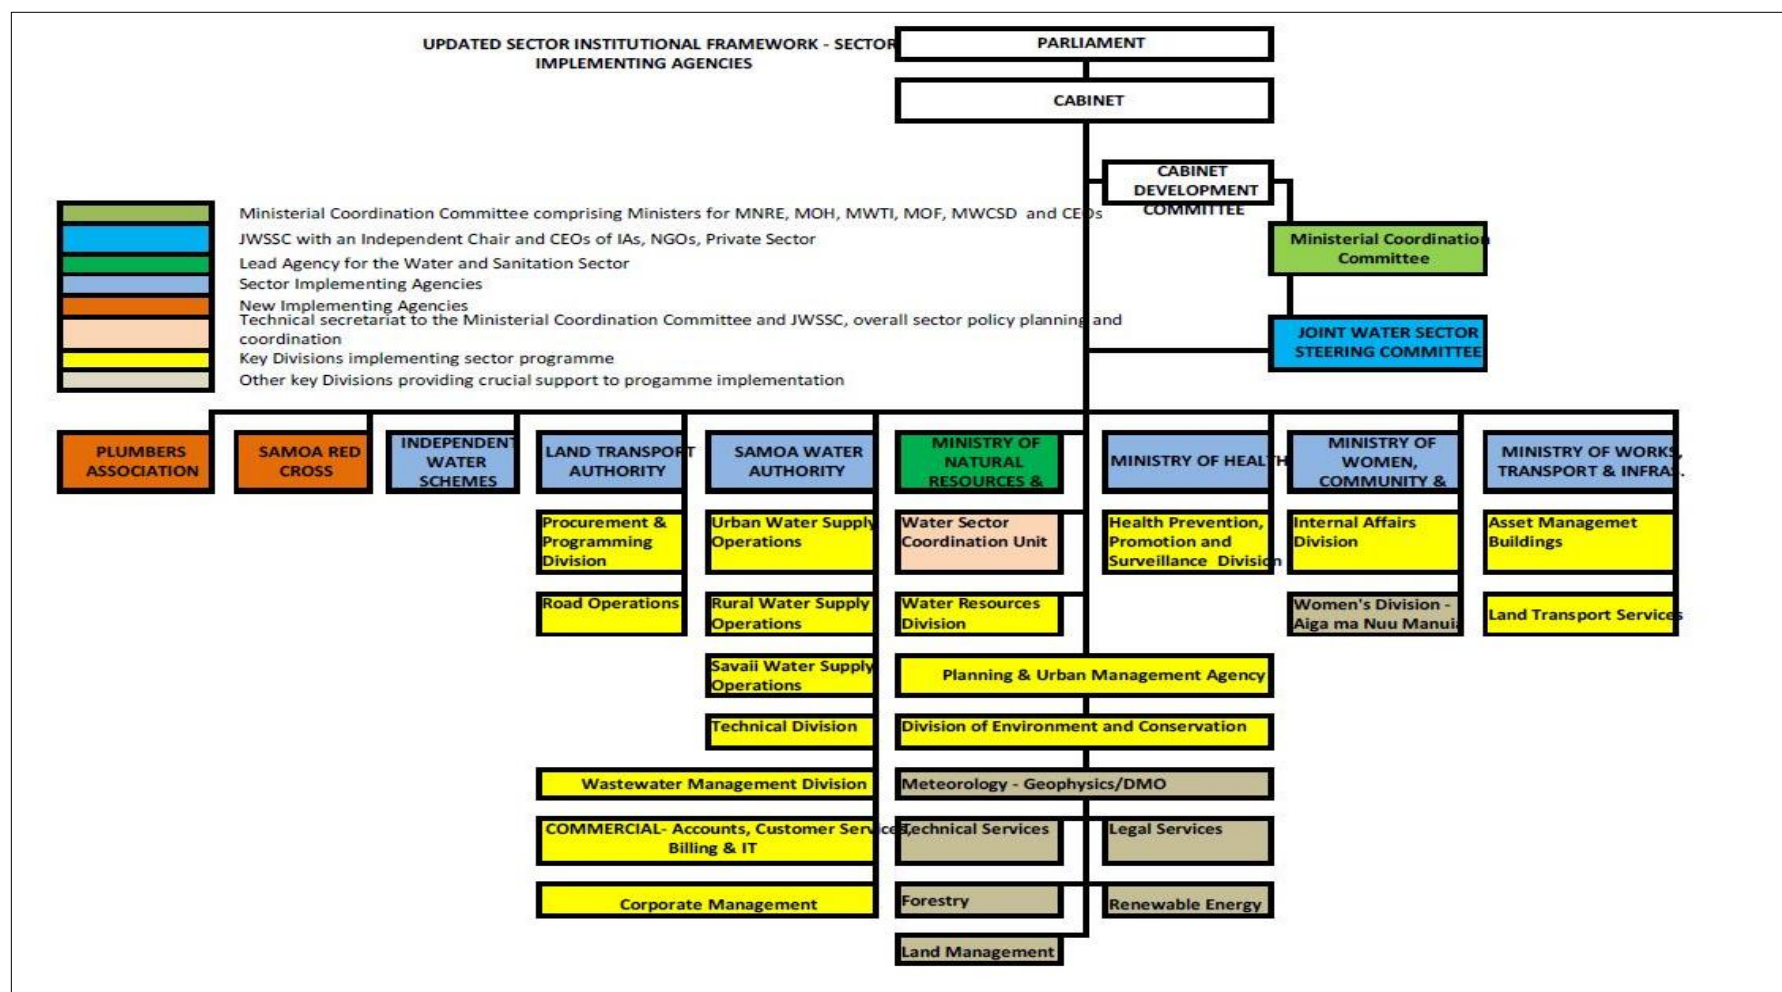 UPDATED SECTOR INSTITUTIONAL FRAMEWORK - SECTOR
IMPLEMENTING AGENCIES
PARLIAMENT
CABINET
CABINET
DEVELOPMENT
COMMITTEE
Ministerial Coordination
Committee
JOINT WATER SECTOR
STEERING COMMITTEE
Ministerial Coordination Committee comprising Ministers for MNRE, MOH, MWTI, MOF, MWCSD and CEOs
JWSSC with an Independent Chair and CEOs of IAs, NGOs, Private Sector
Lead Agency for the Water and Sanitation Sector
Sector Implementing Agencies
New Implementing Agencies
Technical secretariat to the Ministerial Coordination Committee and JWSSC, overall sector policy planning and
coordination
Key Divisions implementing sector programme
Other key Divisions providing crucial support to progamme implementation
PLUMBERS
ASSOCIATION
SAMOA RED
CROSS
INDEPENDENT
WATER
SCHEMES
LAND TRANSPORT
AUTHORITY
SAMOA WATER
AUTHORITY
MINISTRY OF
NATURAL
RESOURCES &
MINISTRY OF HEALTH
MINISTRY OF
WOMEN,
COMMUNITY &
MINISTRY OF WORKS,
TRANSPORT & INFRAS.
Procurement &
Programming
Division
Urban Water Supply
Operations
Water Sector
Coordination Unit
Health Prevention,
Promotion and
Surveillance Division
Internal Affairs
Division
Asset Managemet
Buildings
Road Operations
Rural Water Supply
Operations
Water Resources
Division
Women's Division -
Aiga ma Nuu Manuia
Land Transport Services
Savaii Water Supply
Operations
Planning & Urban Management Agency
Technical Division
Division of Environment and Conservation
Wastewater Management Division
Meteorology - Geophysics/DMO
COMMERCIAL- Accounts, Customer Services,
Billing & IT
Technical Services
Legal Services
Corporate Management
Forestry
Renewable Energy
Land Management